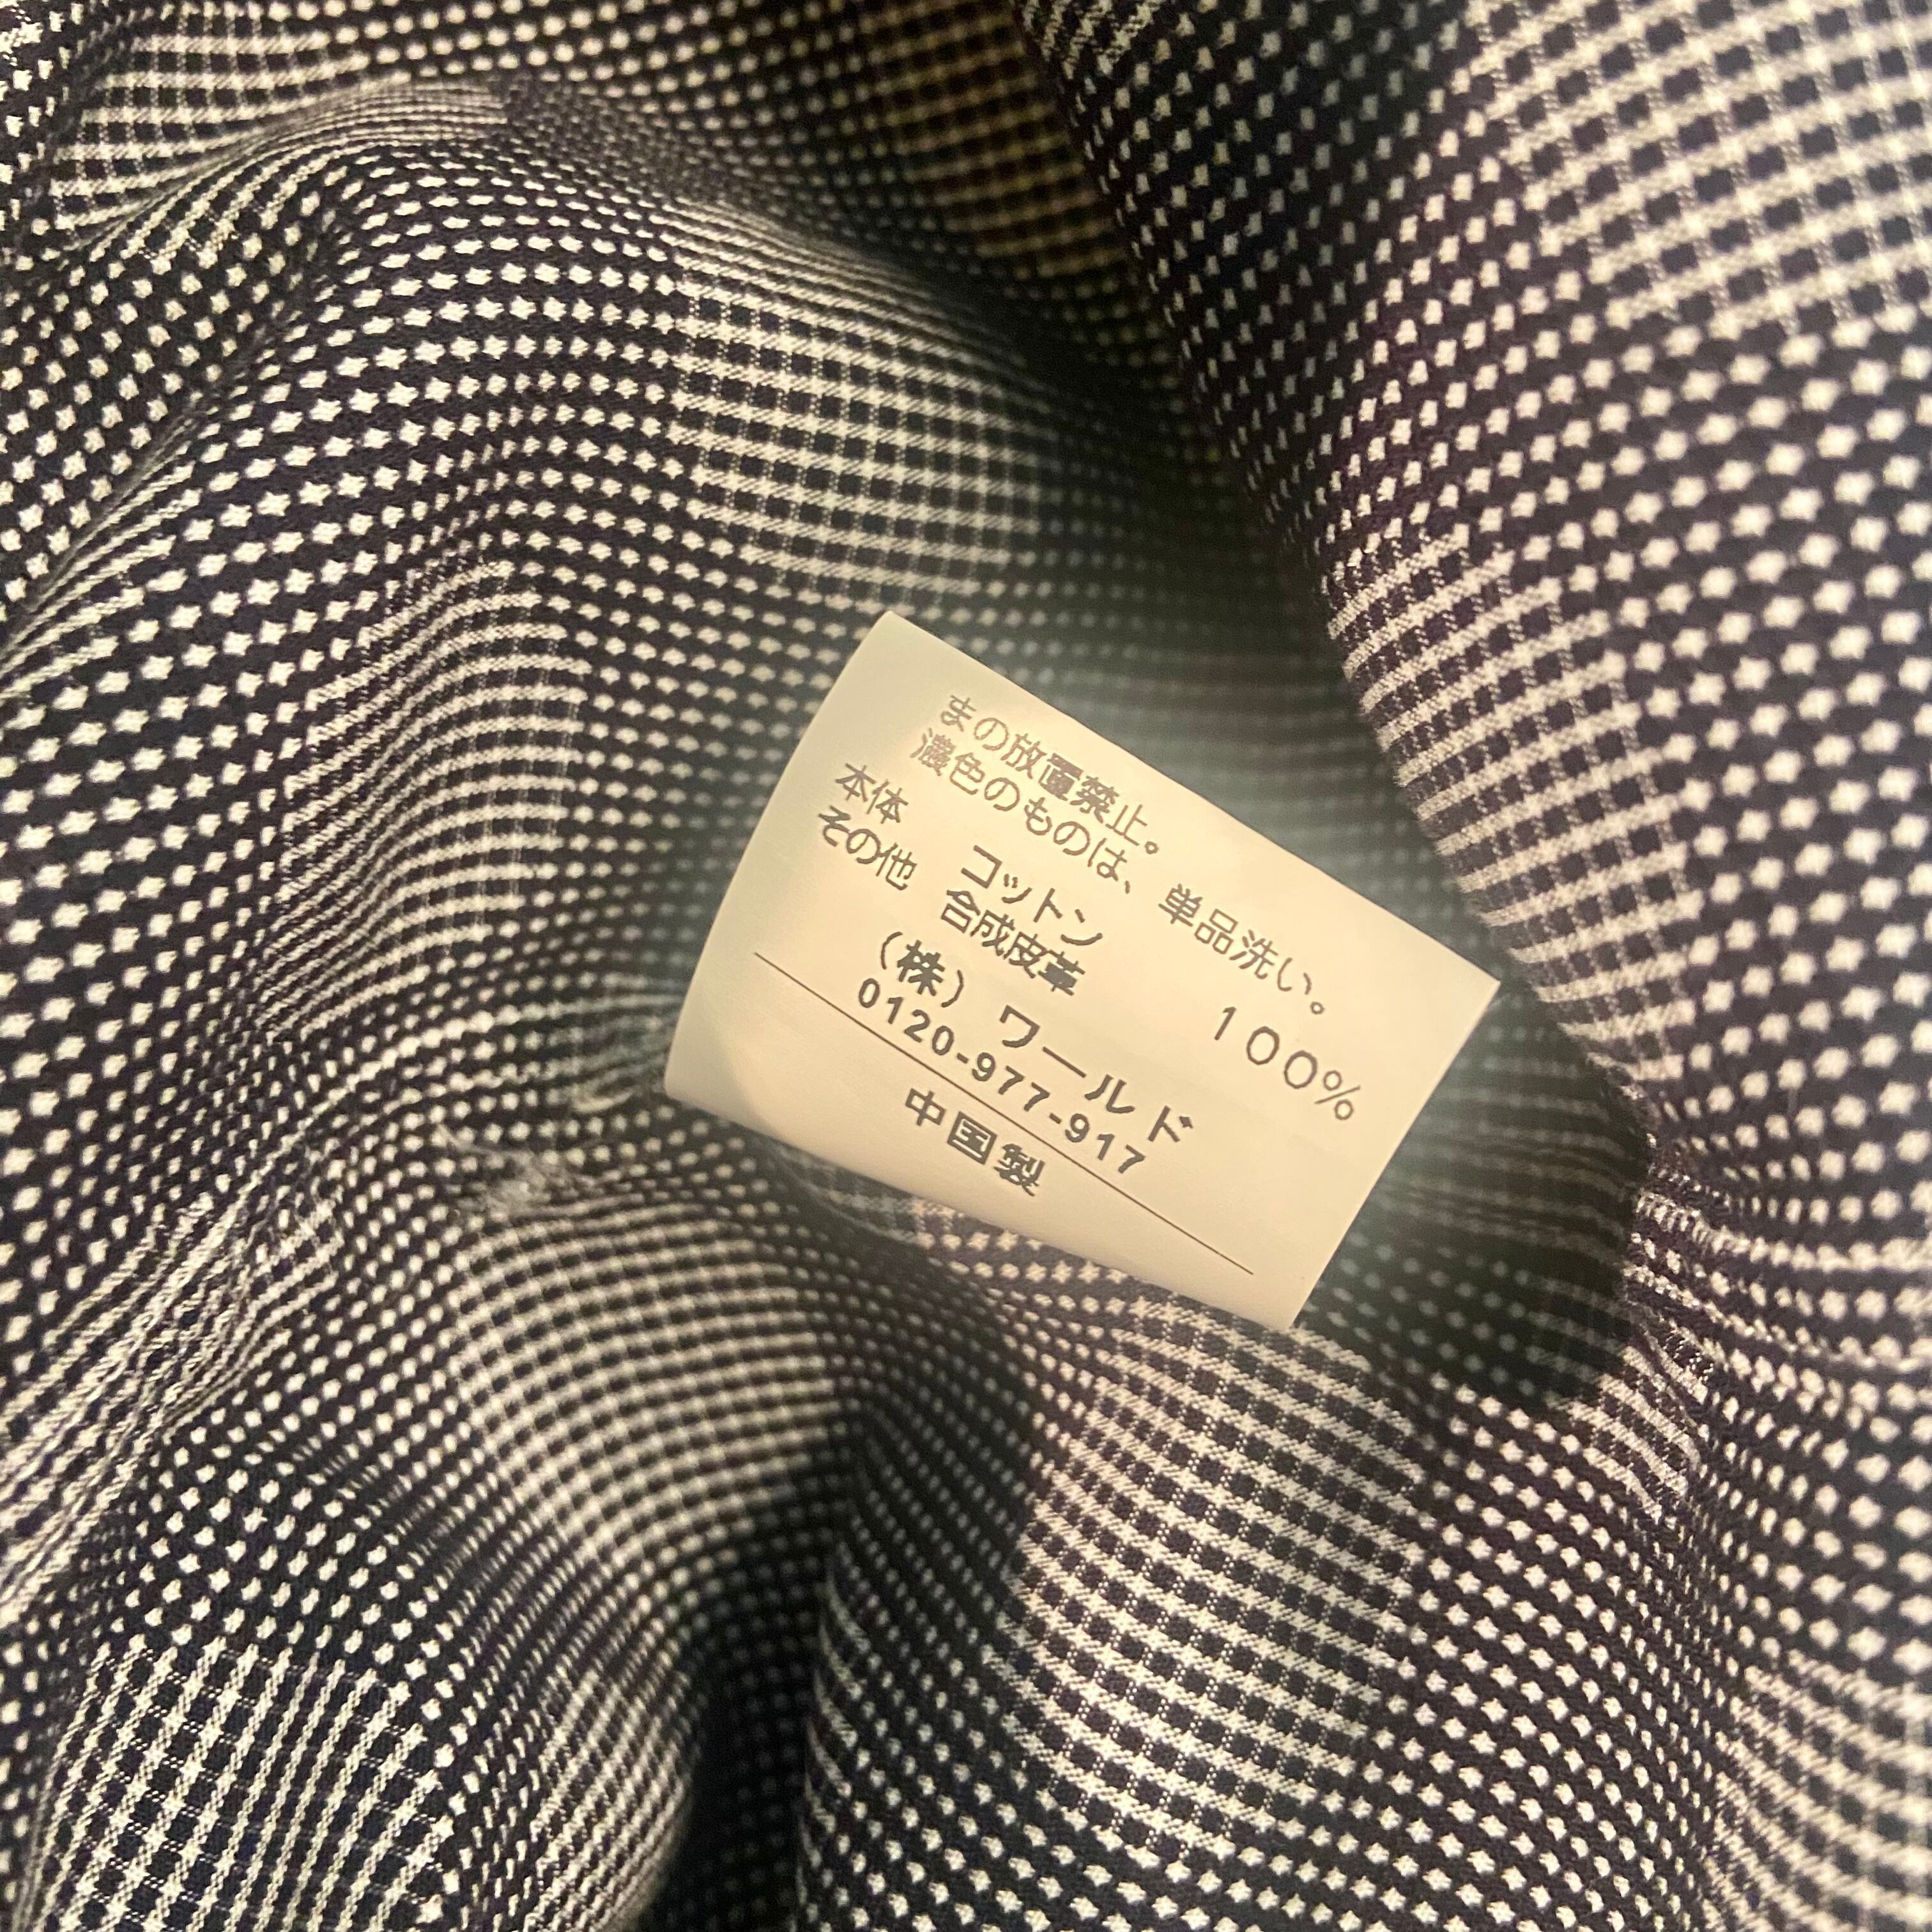 まの放置禁止。
濃色のものは、単品洗い。
本体 コットン 100%
その他 合成皮革
(株)ワールド
0120-977-917
中国製